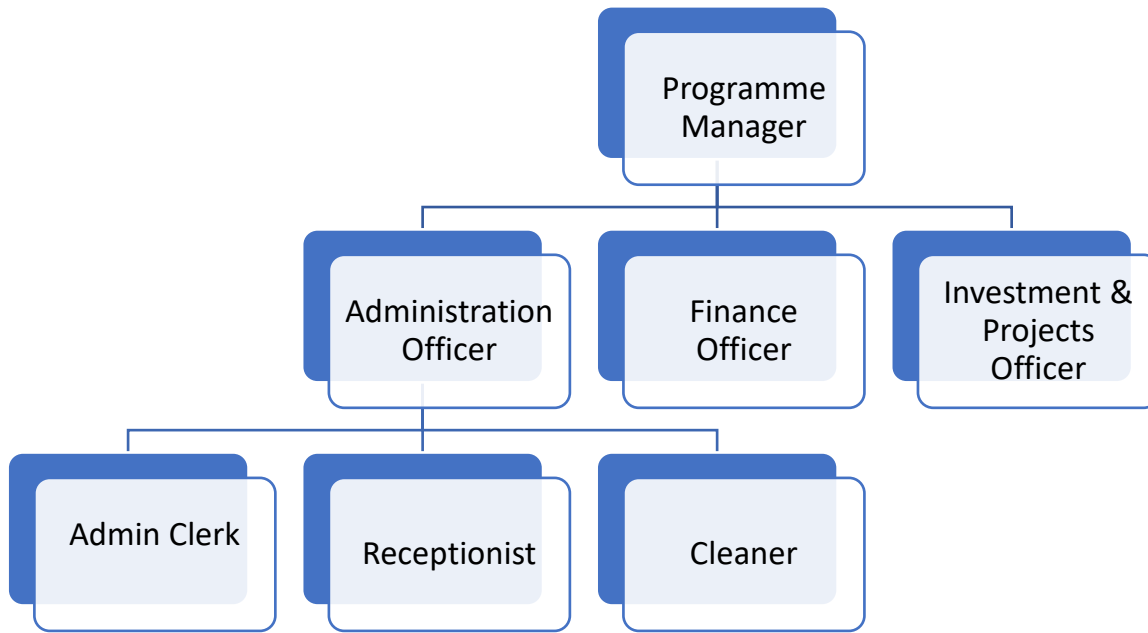 Programme
Manager
Administration
Officer
Finance
Officer
Investment &
Projects
Officer
Admin Clerk
Receptionist
Cleaner